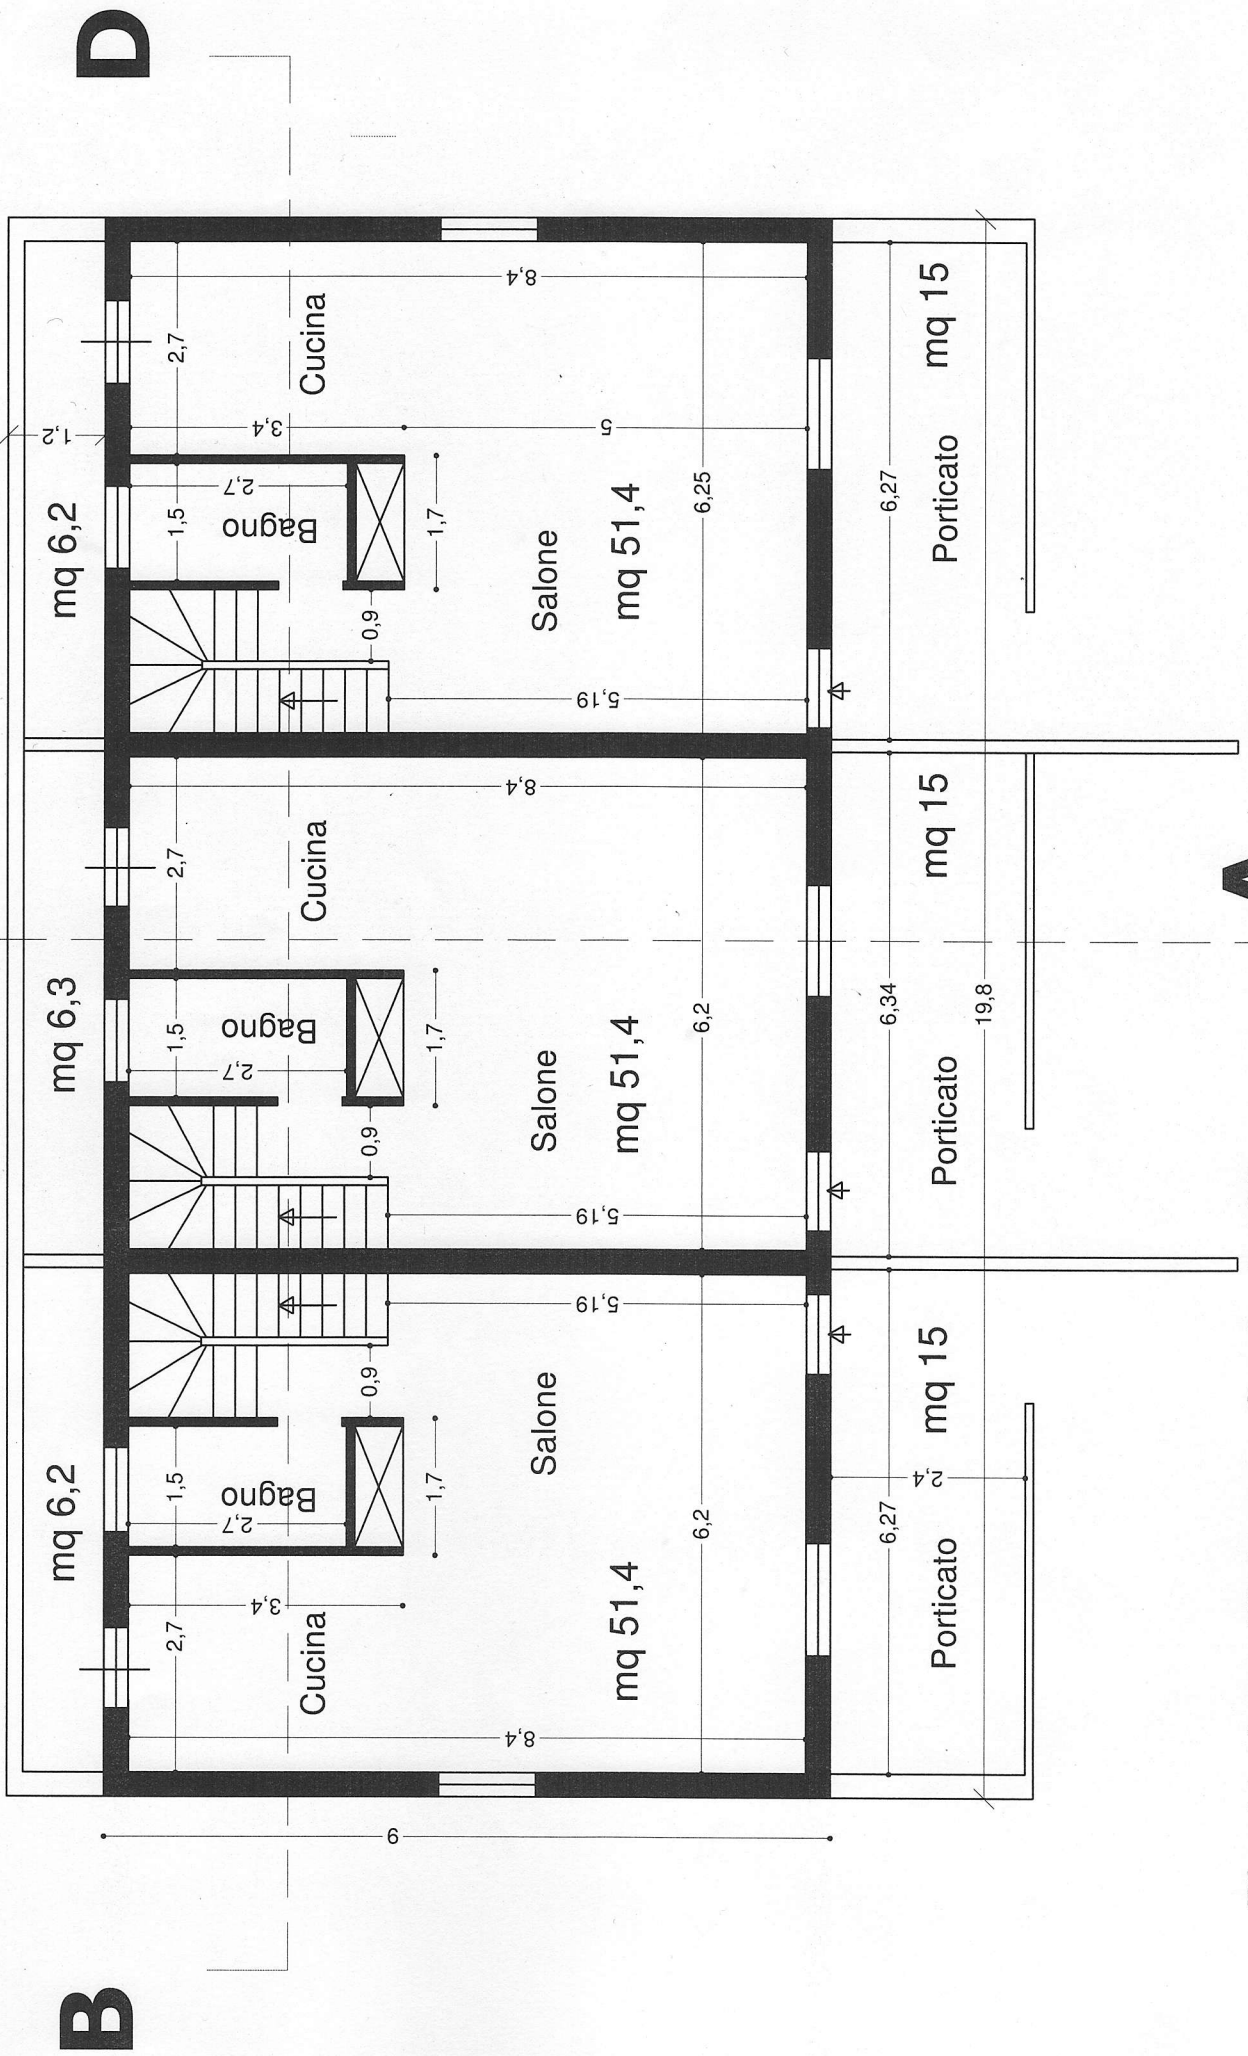 B
D
mq 6,2
mq 6,3
mq 6,2
1,2
2,7
1,5
1,5
2,7
1,5
2,7
2,7
2,7
2,7
Bagno
Bagno
Bagno
3,4
3,4
Cucina
Cucina
Cucina
0,9
0,9
0,9
1,7
1,7
1,7
9
8,4
8,4
8,4
Salone
Salone
Salone
5,19
5,19
5,19
5
mq 51,4
mq 51,4
mq 51,4
6,2
6,2
6,25
6,27
6,34
6,27
2,4
Porticato mq 15
Porticato mq 15
Porticato mq 15
19,8
A